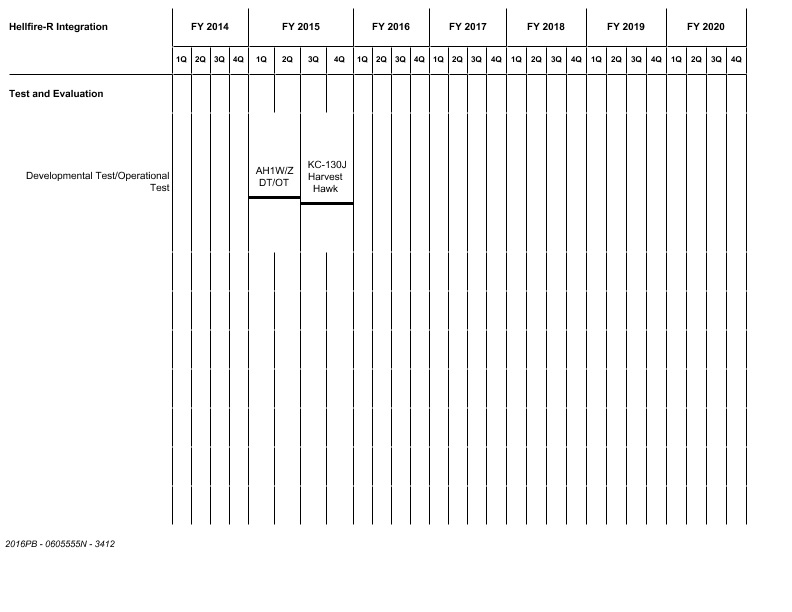 Hellfire-R Integration FY 2014 FY 2015 FY 2016 FY 2017 FY 2018 FY 2019 FY 2020
1Q 2Q 3Q 4Q 1Q 2Q 3Q 4Q 1Q 2Q 3Q 4Q 1Q 2Q 3Q 4Q 1Q 2Q 3Q 4Q 1Q 2Q 3Q 4Q 1Q 2Q 3Q 4Q
Test and Evaluation
Developmental Test/Operational
Test
AH1W/Z
DT/OT
KC-130J
Harvest
Hawk
2016PB - 0605555N - 3412